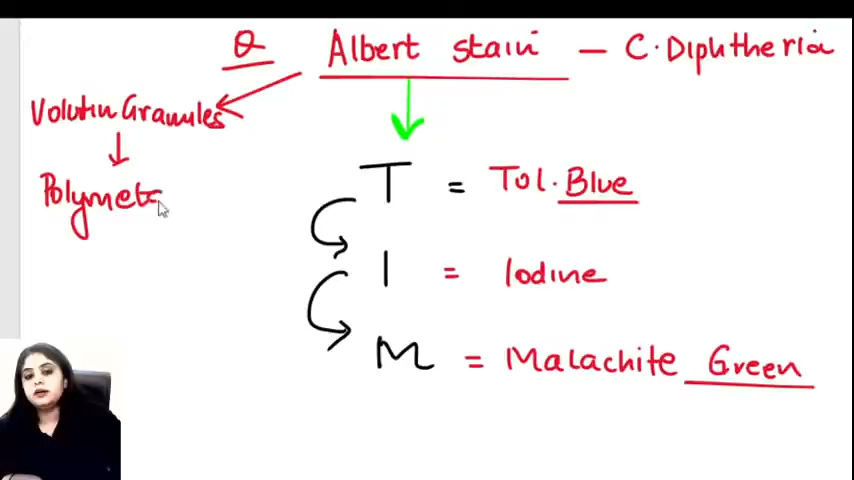 Q Albert stain - C. Diphtheria
Volutin Granules
Polymeta
T = Tol. Blue
I = Iodine
M = Malachite Green